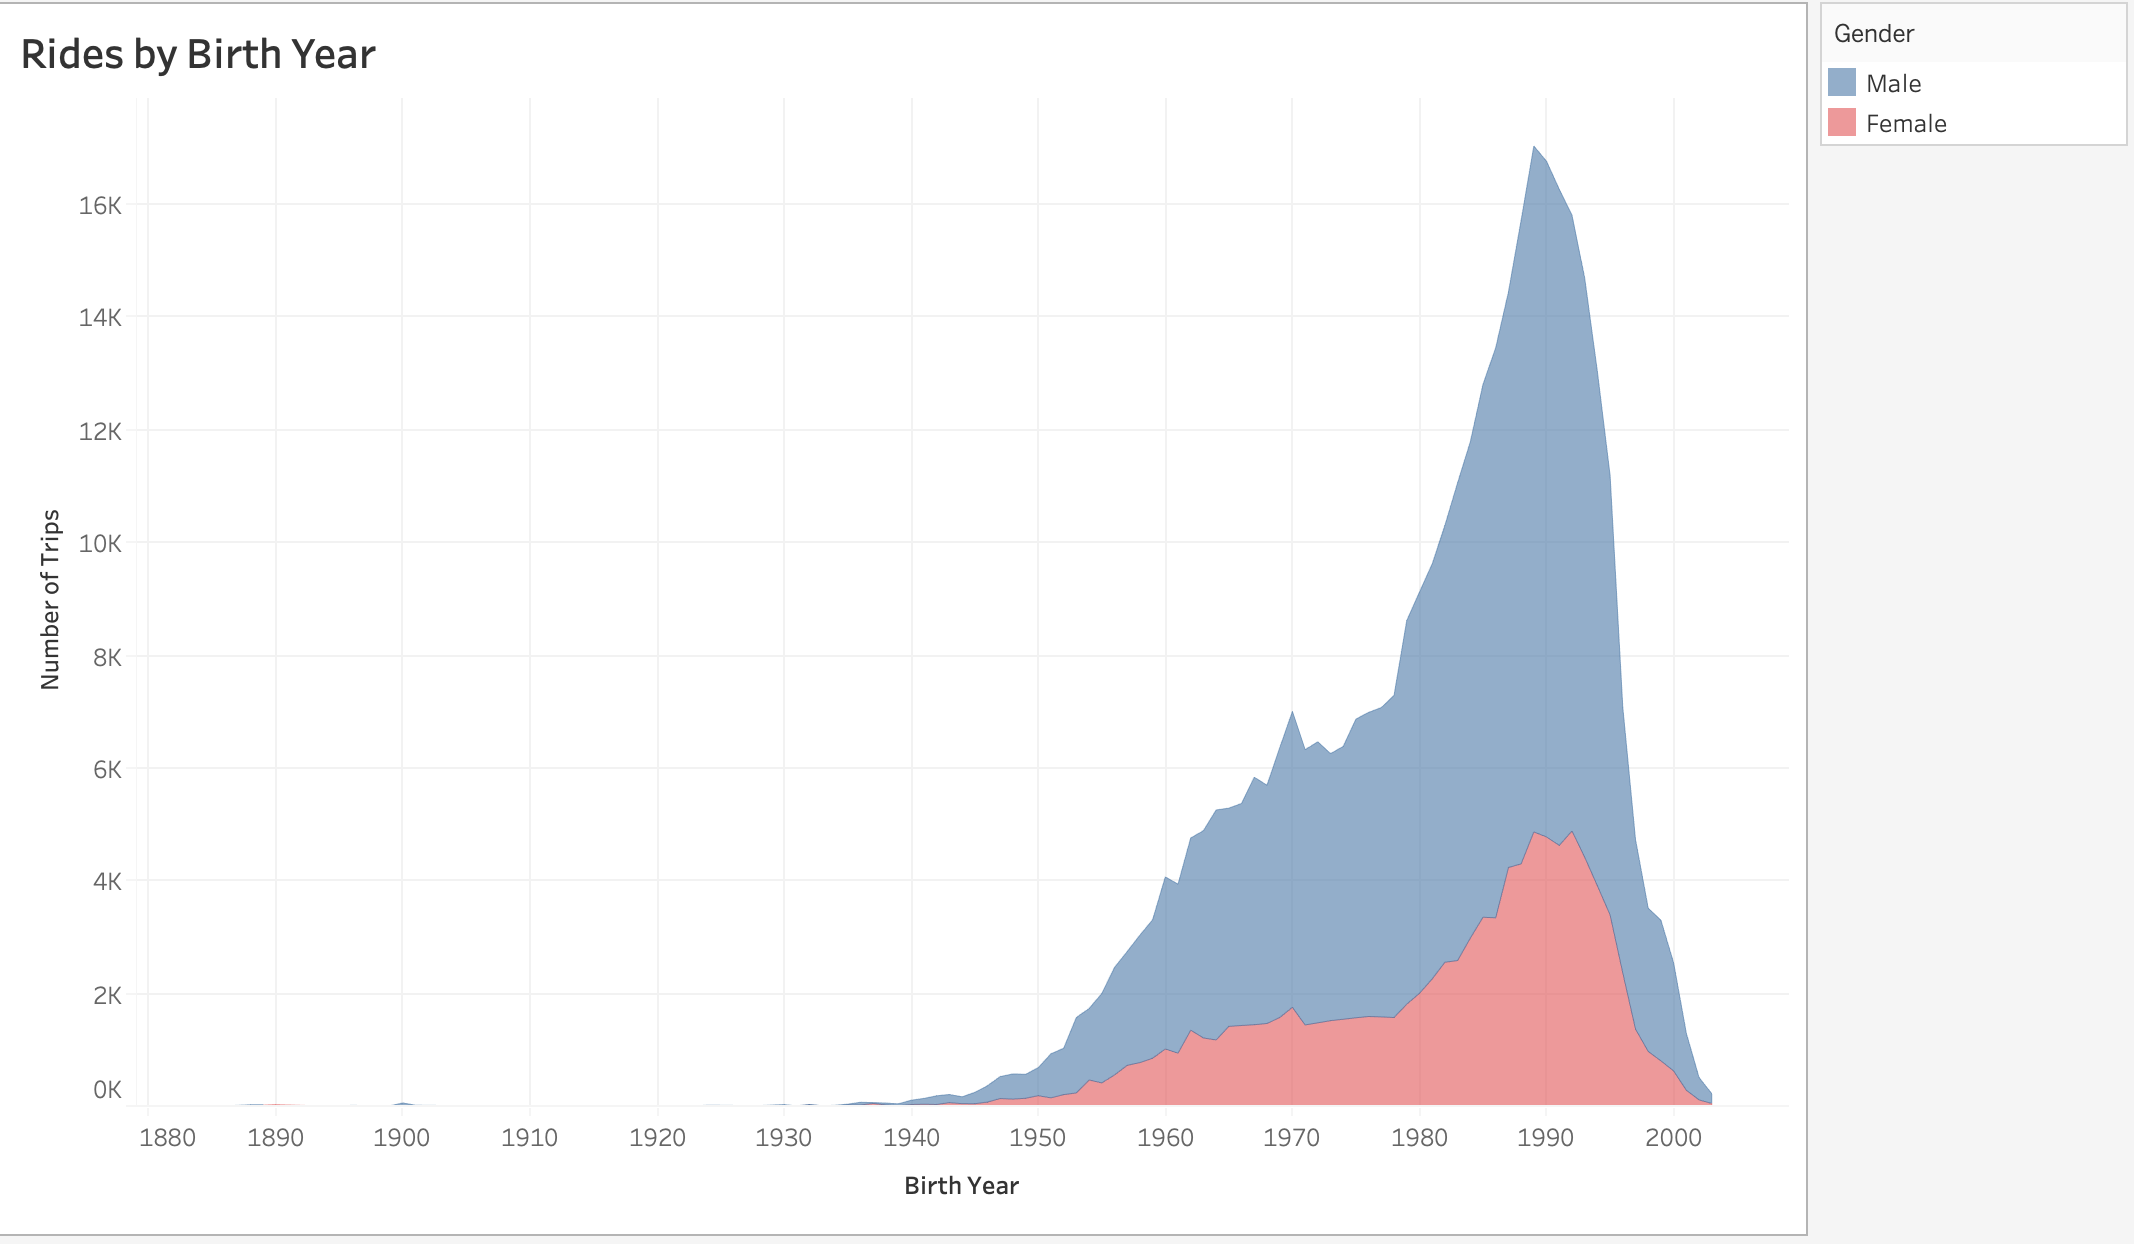 Rides by Birth Year
Gender
Male
Female
Number of Trips
16K
14K
12K
10K
8K
6K
4K
2K
0K
1880 1890 1900 1910 1920 1930 1940 1950 1960 1970 1980 1990 2000
Birth Year